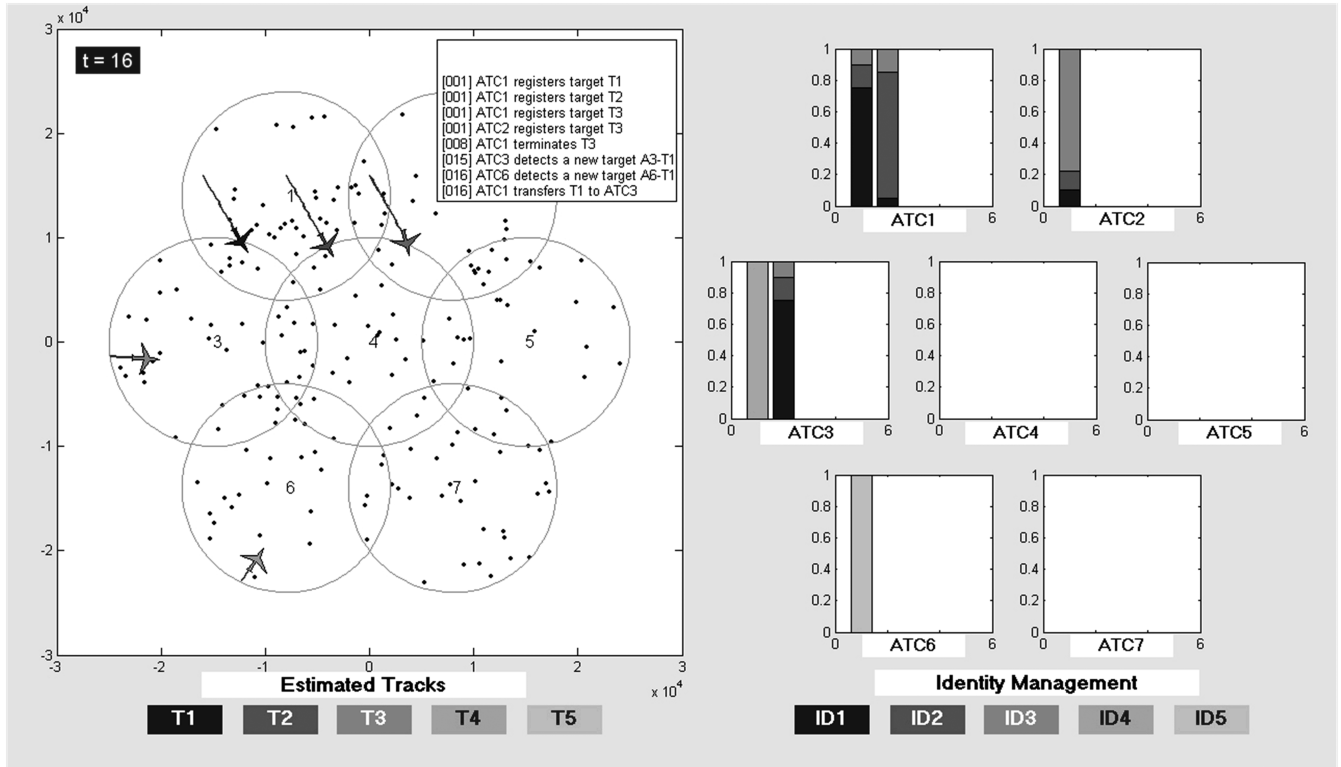 x 10^4
3
2
1
0
-1
-2
-3
-3
-2
-1
0
1
2
3
x 10^4
t = 16
[001] ATC1 registers target T1
[001] ATC1 registers target T2
[001] ATC1 registers target T3
[001] ATC2 registers target T3
[008] ATC1 terminates T3
[015] ATC3 detects a new target A3-T1
[016] ATC6 detects a new target A6-T1
[016] ATC1 transfers T1 to ATC3
1
3
4
5
6
7
Estimated Tracks
T1
T2
T3
T4
T5
1
0.8
0.6
0.4
0.2
0
0
ATC1
6
1
0.8
0.6
0.4
0.2
0
0
ATC2
6
1
0.8
0.6
0.4
0.2
0
0
ATC3
6
1
0.8
0.6
0.4
0.2
0
0
ATC4
6
1
0.8
0.6
0.4
0.2
0
0
ATC5
6
1
0.8
0.6
0.4
0.2
0
0
ATC6
6
1
0.8
0.6
0.4
0.2
0
0
ATC7
6
Identity Management
ID1
ID2
ID3
ID4
ID5